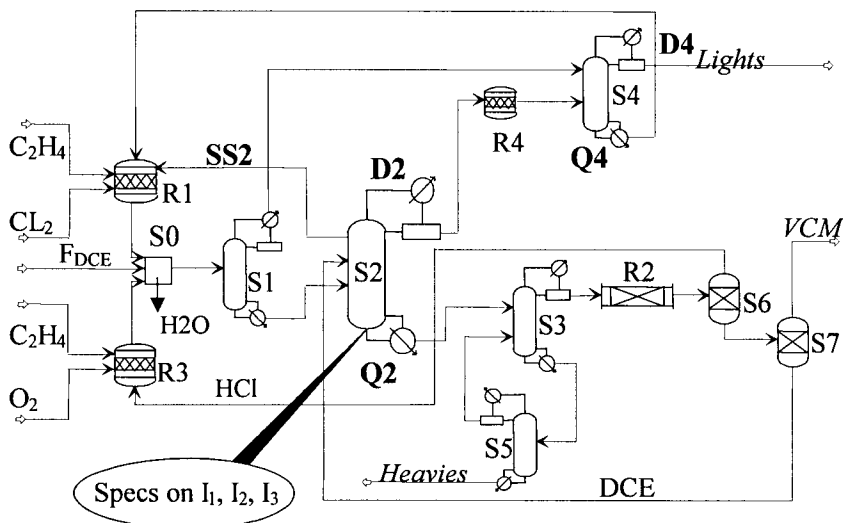 D4
Lights
S4
R4
Q4
C₂H₄
SS2
D2
R1
CL₂
S0
VCM
F_DCE
S1
S2
R2
H2O
S6
C₂H₄
S3
S7
R3
Q2
O₂
HCl
S5
Heavies
DCE
Specs on I₁, I₂, I₃